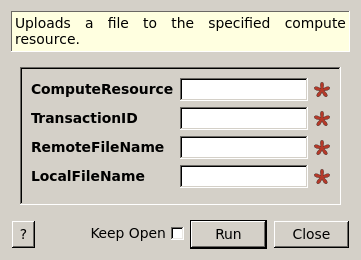 Uploads a file to the specified compute
resource.
ComputeResource
TransactionID
RemoteFileName
LocalFileName
? Keep Open Run Close